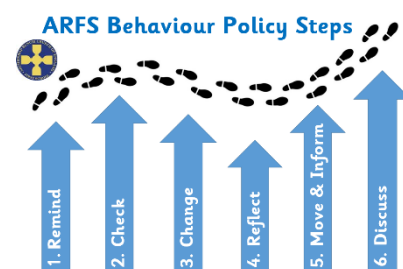 ARFS Behaviour Policy Steps
1. Remind
2. Check
3. Change
4. Reflect
5. Move & Inform
6. Discuss